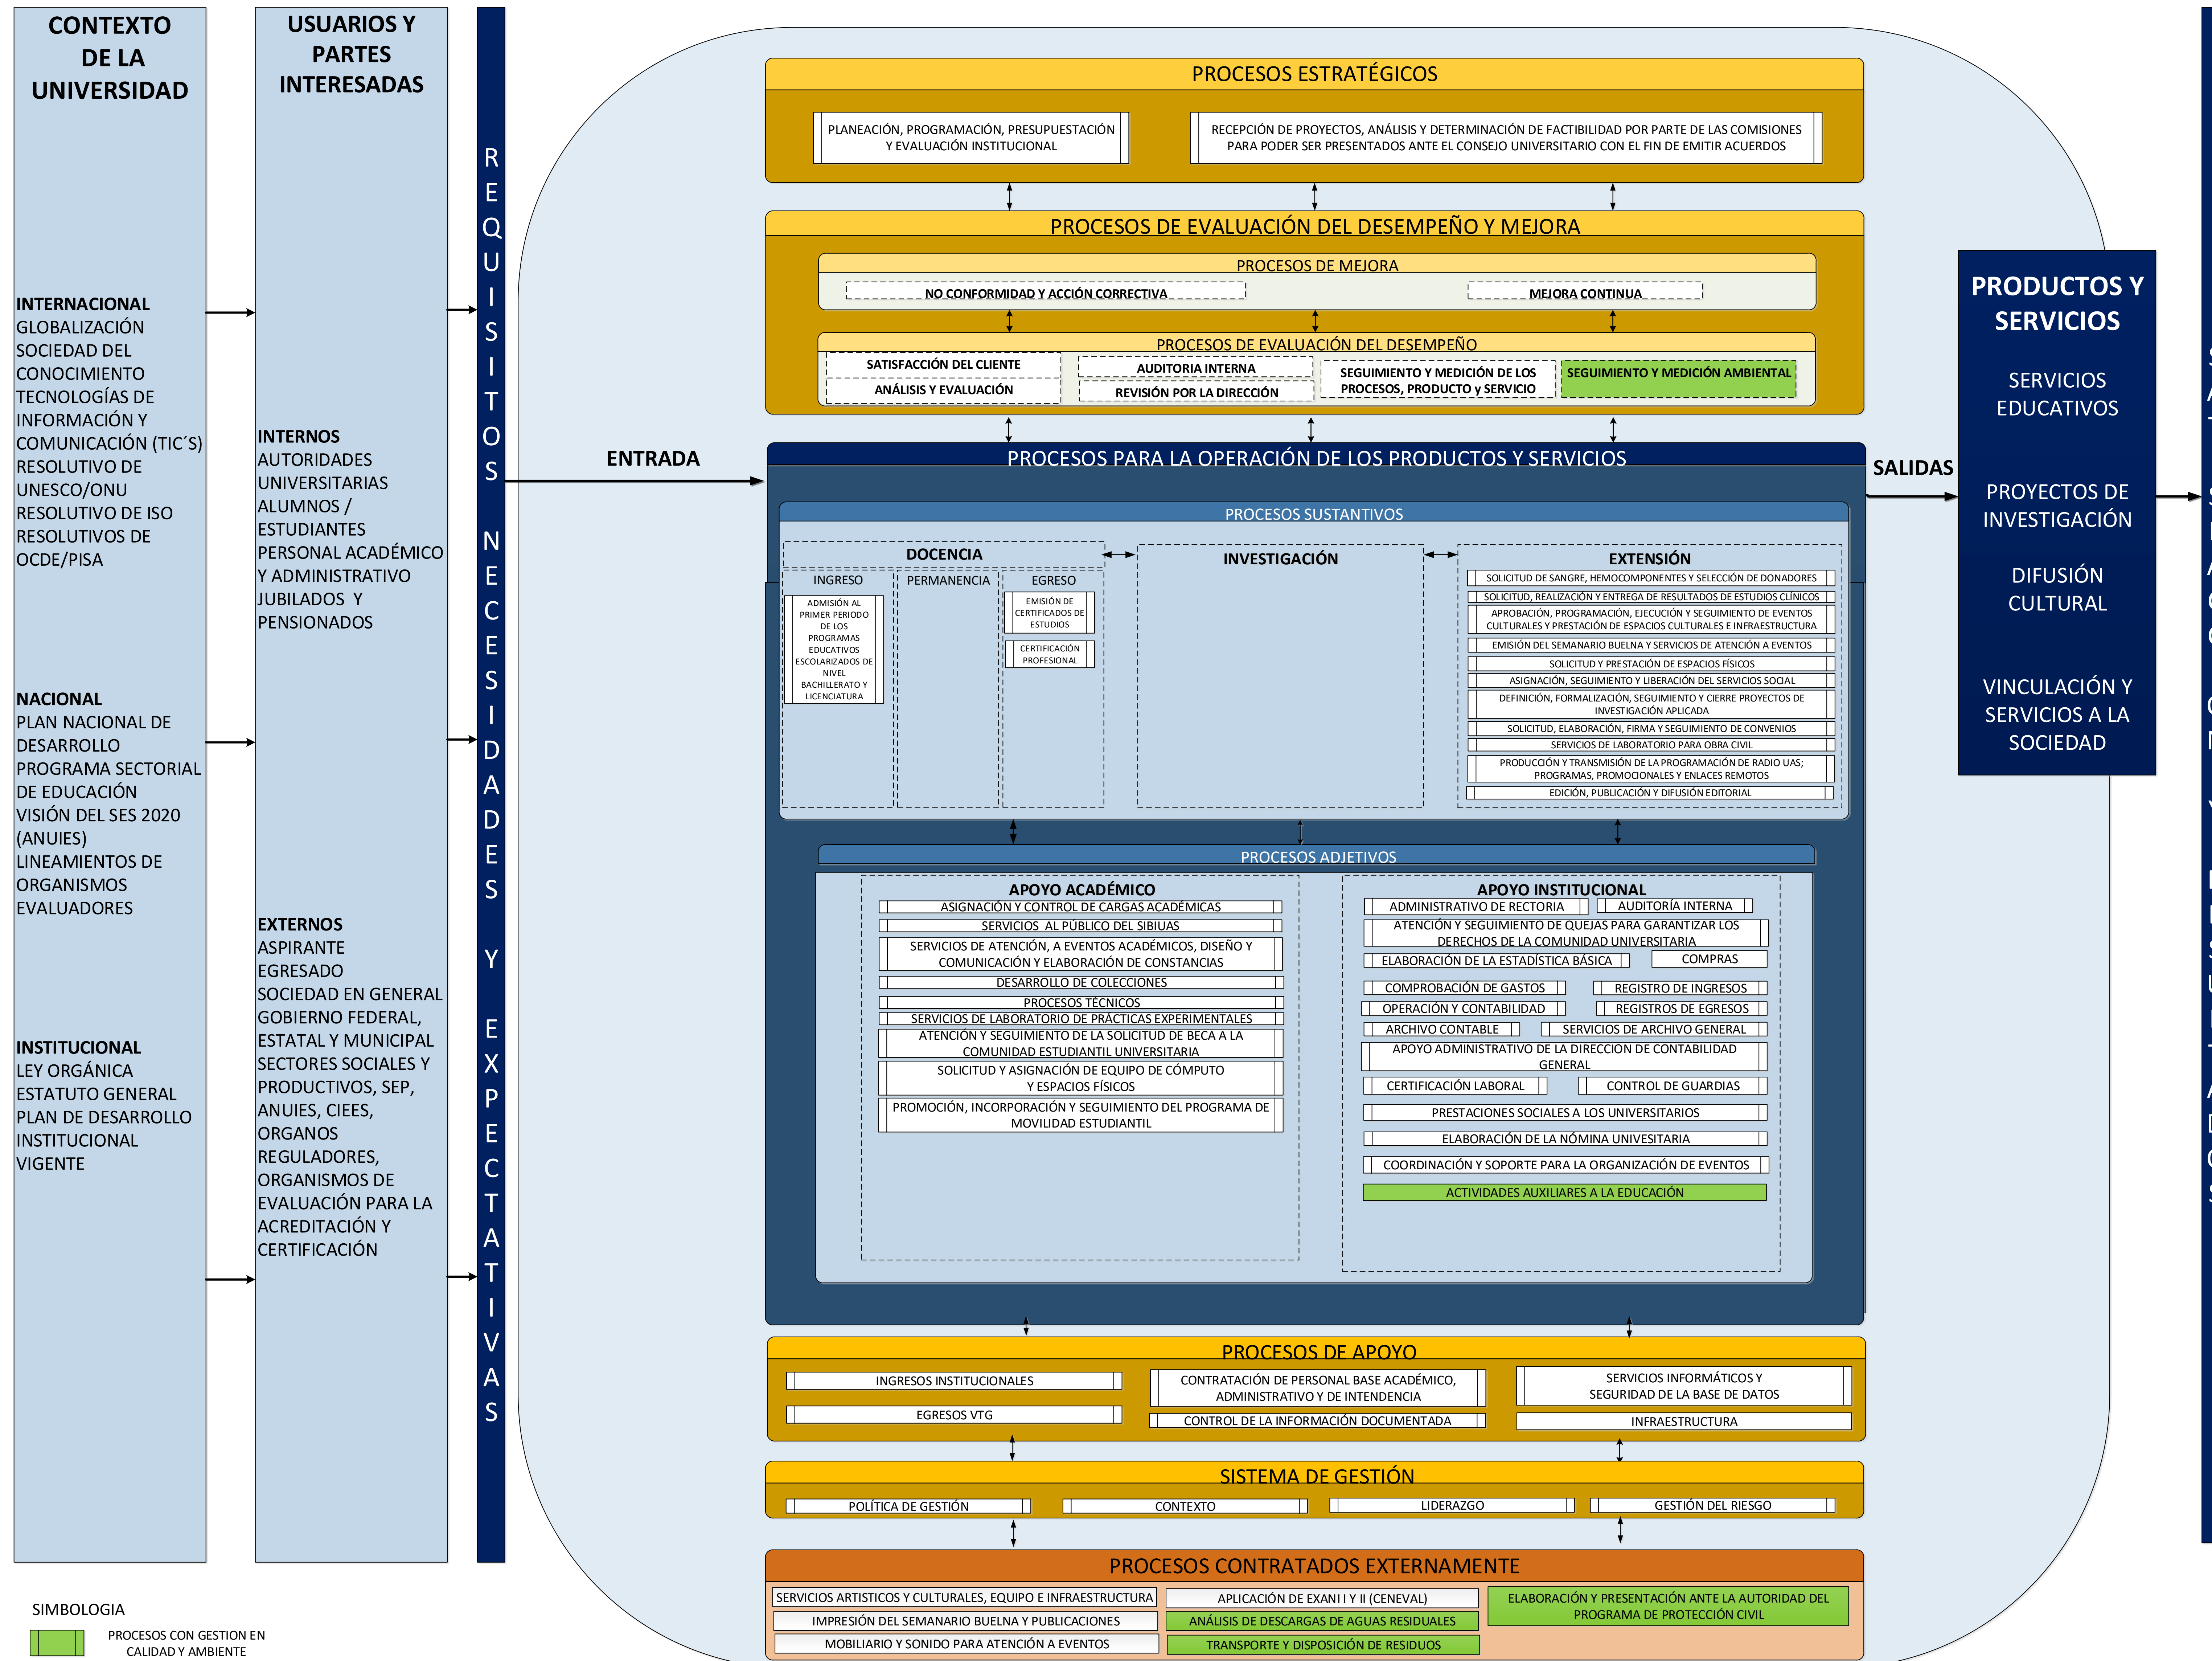 CONTEXTO
DE LA
UNIVERSIDAD
INTERNACIONAL
GLOBALIZACIÓN
SOCIEDAD DEL
CONOCIMIENTO
TECNOLOGÍAS DE
INFORMACIÓN Y
COMUNICACIÓN (TIC´S)
RESOLUTIVO DE
UNESCO/ONU
RESOLUTIVO DE ISO
RESOLUTIVOS DE
OCDE/PISA
NACIONAL
PLAN NACIONAL DE
DESARROLLO
PROGRAMA SECTORIAL
DE EDUCACIÓN
VISIÓN DEL SES 2020
(ANUIES)
LINEAMIENTOS DE
ORGANISMOS
EVALUADORES
INSTITUCIONAL
LEY ORGÁNICA
ESTATUTO GENERAL
PLAN DE DESARROLLO
INSTITUCIONAL
VIGENTE
USUARIOS Y
PARTES
INTERESADAS
INTERNOS
AUTORIDADES
UNIVERSITARIAS
ALUMNOS /
ESTUDIANTES
PERSONAL ACADÉMICO
Y ADMINISTRATIVO
JUBILADOS Y
PENSIONADOS
EXTERNOS
ASPIRANTE
EGRESADO
SOCIEDAD EN GENERAL
GOBIERNO FEDERAL,
ESTATAL Y MUNICIPAL
SECTORES SOCIALES Y
PRODUCTIVOS, SEP,
ANUIES, CIEES,
ORGANOS
REGULADORES,
ORGANISMOS DE
EVALUACIÓN PARA LA
ACREDITACIÓN Y
CERTIFICACIÓN
REQUISITOS NECESIDADES Y EXPECTATIVAS
ENTRADA
PROCESOS ESTRATÉGICOS
PLANEACIÓN, PROGRAMACIÓN, PRESUPUESTACIÓN
Y EVALUACIÓN INSTITUCIONAL
RECEPCIÓN DE PROYECTOS, ANÁLISIS Y DETERMINACIÓN DE FACTIBILIDAD POR PARTE DE LAS COMISIONES
PARA PODER SER PRESENTADOS ANTE EL CONSEJO UNIVERSITARIO CON EL FIN DE EMITIR ACUERDOS
PROCESOS DE EVALUACIÓN DEL DESEMPEÑO Y MEJORA
PROCESOS DE MEJORA
NO CONFORMIDAD Y ACCIÓN CORRECTIVA
MEJORA CONTINUA
PROCESOS DE EVALUACIÓN DEL DESEMPEÑO
SATISFACCIÓN DEL CLIENTE
ANÁLISIS Y EVALUACIÓN
AUDITORIA INTERNA
REVISIÓN POR LA DIRECCIÓN
SEGUIMIENTO Y MEDICIÓN DE LOS
PROCESOS, PRODUCTO y SERVICIO
SEGUIMIENTO Y MEDICIÓN AMBIENTAL
PROCESOS PARA LA OPERACIÓN DE LOS PRODUCTOS Y SERVICIOS
PROCESOS SUSTANTIVOS
DOCENCIA
INGRESO
ADMISIÓN AL
PRIMER PERIODO
DE LOS
PROGRAMAS
EDUCATIVOS
ESCOLARIZADOS DE
NIVEL
BACHILLERATO Y
LICENCIATURA
PERMANENCIA
EGRESO
EMISIÓN DE
CERTIFICADOS DE
ESTUDIOS
CERTIFICACIÓN
PROFESIONAL
INVESTIGACIÓN
EXTENSIÓN
SOLICITUD DE SANGRE, HEMOCOMPONENTES Y SELECCIÓN DE DONADORES
SOLICITUD, REALIZACIÓN Y ENTREGA DE RESULTADOS DE ESTUDIOS CLÍNICOS
APROBACIÓN, PROGRAMACIÓN, EJECUCIÓN Y SEGUIMIENTO DE EVENTOS
CULTURALES Y PRESTACIÓN DE ESPACIOS CULTURALES E INFRAESTRUCTURA
EMISIÓN DEL SEMANARIO BUELNA Y SERVICIOS DE ATENCIÓN A EVENTOS
SOLICITUD Y PRESTACIÓN DE ESPACIOS FÍSICOS
ASIGNACIÓN, SEGUIMIENTO Y LIBERACIÓN DEL SERVICIOS SOCIAL
DEFINICIÓN, FORMALIZACIÓN, SEGUIMIENTO Y CIERRE PROYECTOS DE
INVESTIGACIÓN APLICADA
SOLICITUD, ELABORACIÓN, FIRMA Y SEGUIMIENTO DE CONVENIOS
SERVICIOS DE LABORATORIO PARA OBRA CIVIL
PRODUCCIÓN Y TRANSMISIÓN DE LA PROGRAMACIÓN DE RADIO UAS;
PROGRAMAS, PROMOCIONALES Y ENLACES REMOTOS
EDICIÓN, PUBLICACIÓN Y DIFUSIÓN EDITORIAL
PROCESOS ADJETIVOS
APOYO ACADÉMICO
ASIGNACIÓN Y CONTROL DE CARGAS ACADÉMICAS
SERVICIOS AL PÚBLICO DEL SIBIUAS
SERVICIOS DE ATENCIÓN, A EVENTOS ACADÉMICOS, DISEÑO Y
COMUNICACIÓN Y ELABORACIÓN DE CONSTANCIAS
DESARROLLO DE COLECCIONES
PROCESOS TÉCNICOS
SERVICIOS DE LABORATORIO DE PRÁCTICAS EXPERIMENTALES
ATENCIÓN Y SEGUIMIENTO DE LA SOLICITUD DE BECA A LA
COMUNIDAD ESTUDIANTIL UNIVERSITARIA
SOLICITUD Y ASIGNACIÓN DE EQUIPO DE CÓMPUTO
Y ESPACIOS FÍSICOS
PROMOCIÓN, INCORPORACIÓN Y SEGUIMIENTO DEL PROGRAMA DE
MOVILIDAD ESTUDIANTIL
APOYO INSTITUCIONAL
ADMINISTRATIVO DE RECTORIA
AUDITORÍA INTERNA
ATENCIÓN Y SEGUIMIENTO DE QUEJAS PARA GARANTIZAR LOS
DERECHOS DE LA COMUNIDAD UNIVERSITARIA
ELABORACIÓN DE LA ESTADÍSTICA BÁSICA
COMPRAS
COMPROBACIÓN DE GASTOS
REGISTRO DE INGRESOS
OPERACIÓN Y CONTABILIDAD
REGISTROS DE EGRESOS
ARCHIVO CONTABLE
SERVICIOS DE ARCHIVO GENERAL
APOYO ADMINISTRATIVO DE LA DIRECCION DE CONTABILIDAD
GENERAL
CERTIFICACIÓN LABORAL
CONTROL DE GUARDIAS
PRESTACIONES SOCIALES A LOS UNIVERSITARIOS
ELABORACIÓN DE LA NÓMINA UNIVESITARIA
COORDINACIÓN Y SOPORTE PARA LA ORGANIZACIÓN DE EVENTOS
ACTIVIDADES AUXILIARES A LA EDUCACIÓN
PROCESOS DE APOYO
INGRESOS INSTITUCIONALES
EGRESOS VTG
CONTRATACIÓN DE PERSONAL BASE ACADÉMICO,
ADMINISTRATIVO Y DE INTENDENCIA
CONTROL DE LA INFORMACIÓN DOCUMENTADA
SERVICIOS INFORMÁTICOS Y
SEGURIDAD DE LA BASE DE DATOS
INFRAESTRUCTURA
SISTEMA DE GESTIÓN
POLÍTICA DE GESTIÓN
CONTEXTO
LIDERAZGO
GESTIÓN DEL RIESGO
PROCESOS CONTRATADOS EXTERNAMENTE
SERVICIOS ARTISTICOS Y CULTURALES, EQUIPO E INFRAESTRUCTURA
IMPRESIÓN DEL SEMANARIO BUELNA Y PUBLICACIONES
MOBILIARIO Y SONIDO PARA ATENCIÓN A EVENTOS
APLICACIÓN DE EXANI I Y II (CENEVAL)
ANÁLISIS DE DESCARGAS DE AGUAS RESIDUALES
TRANSPORTE Y DISPOSICIÓN DE RESIDUOS
ELABORACIÓN Y PRESENTACIÓN ANTE LA AUTORIDAD DEL
PROGRAMA DE PROTECCIÓN CIVIL
SALIDAS
PRODUCTOS Y
SERVICIOS
SERVICIOS
EDUCATIVOS
PROYECTOS DE
INVESTIGACIÓN
DIFUSIÓN
CULTURAL
VINCULACIÓN Y
SERVICIOS A LA
SOCIEDAD
SIMBOLOGIA
PROCESOS CON GESTION EN
CALIDAD Y AMBIENTE